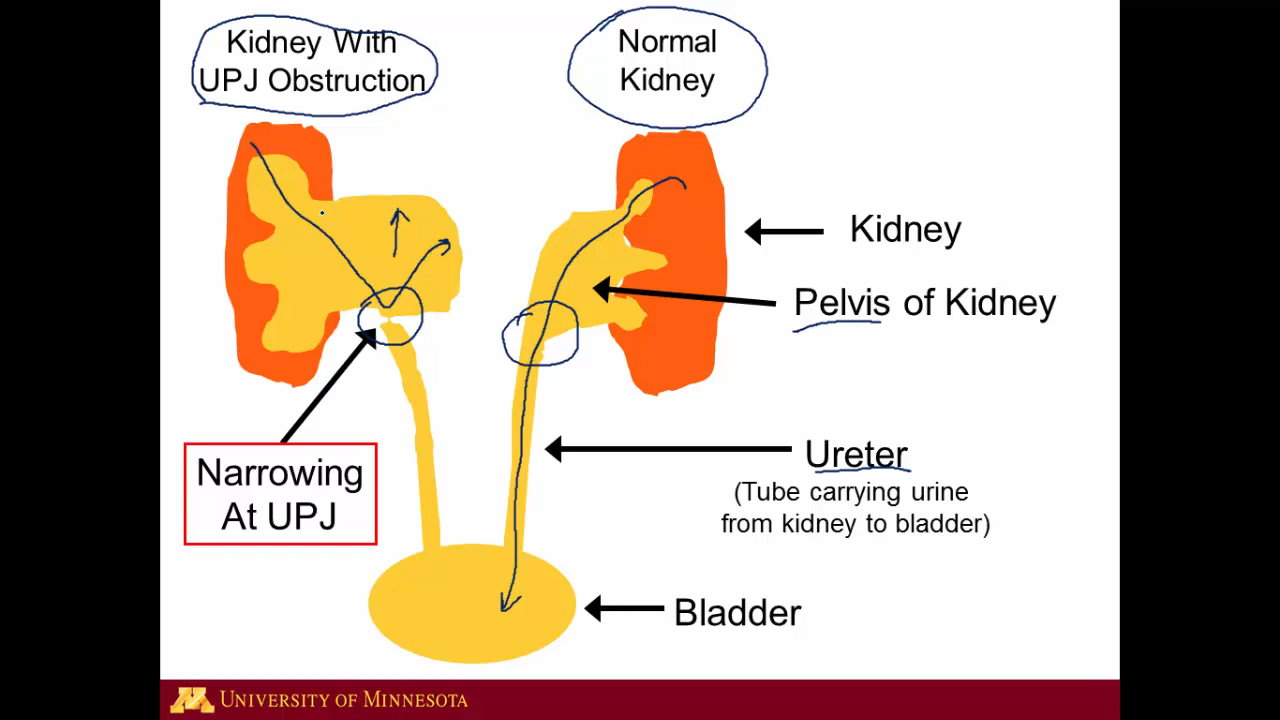 Kidney With
UPJ Obstruction
Normal
Kidney
Kidney
Pelvis of Kidney
Narrowing
At UPJ
Ureter
(Tube carrying urine
from kidney to bladder)
Bladder
M
UNIVERSITY OF MINNESOTA